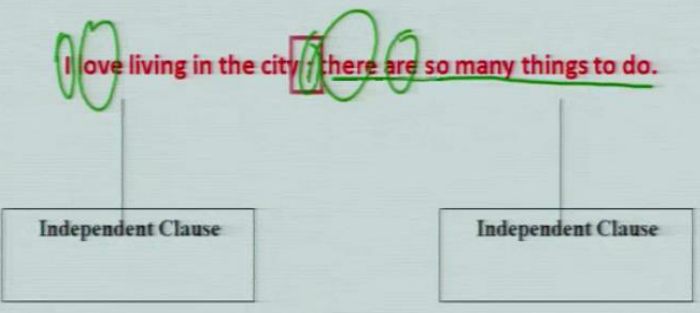 I love living in the city ; there are so many things to do.
Independent Clause
Independent Clause